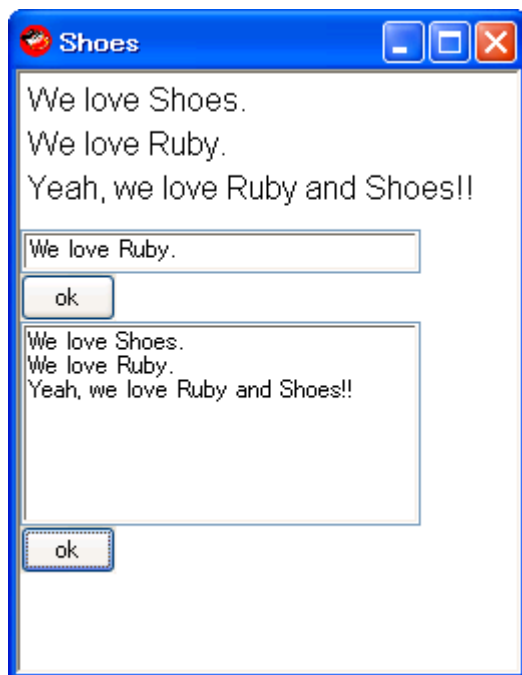 Shoes
We love Shoes.
We love Ruby.
Yeah, we love Ruby and Shoes!!
We love Ruby.
ok
We love Shoes.
We love Ruby.
Yeah, we love Ruby and Shoes!!
ok